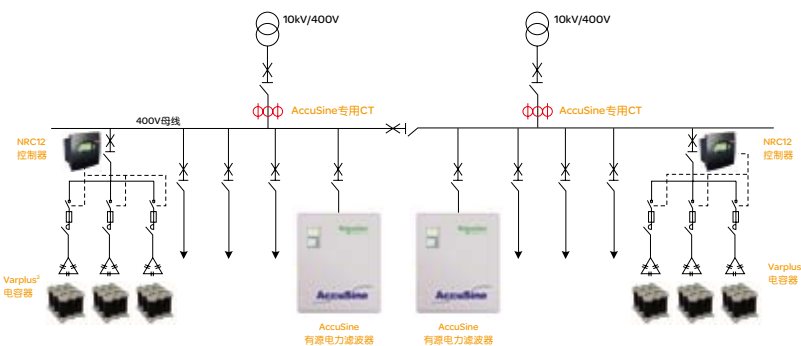 10kV/400V
10kV/400V
AccuSine专用CT
AccuSine专用CT
400V母线
NRC12
控制器
NRC12
控制器
Varplus²
电容器
Varplus
电容器
AccuSine
AccuSine
AccuSine
有源电力滤波器
AccuSine
有源电力滤波器